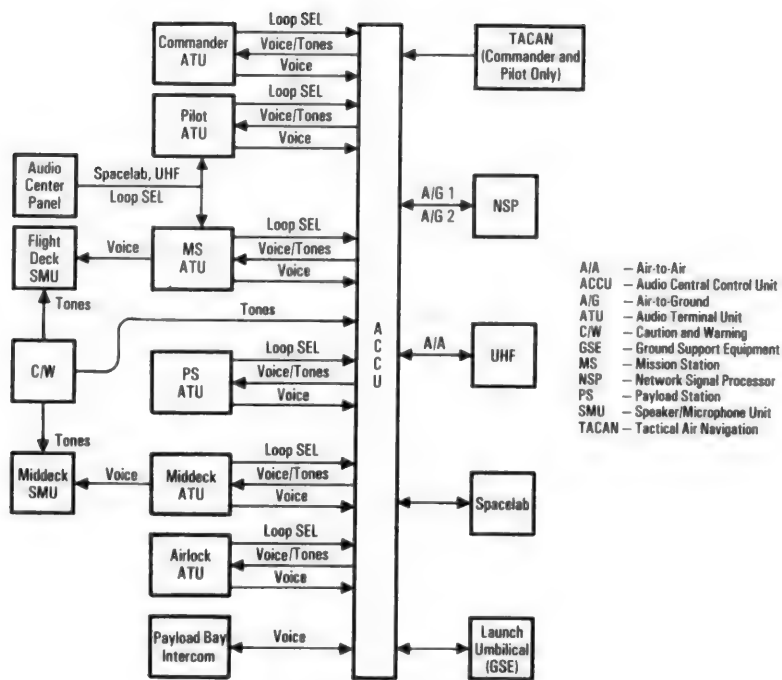 Commander
ATU
Loop SEL
Voice/Tones
Voice
Pilot
ATU
Loop SEL
Voice/Tones
Voice
Audio
Center
Panel
Spacelab, UHF
Loop SEL
Flight
Deck
SMU
Voice
MS
ATU
Loop SEL
Voice/Tones
Voice
Tones
Tones
C/W
PS
ATU
Loop SEL
Voice/Tones
Voice
Tones
Middeck
SMU
Voice
Middeck
ATU
Loop SEL
Voice/Tones
Voice
Airlock
ATU
Loop SEL
Voice/Tones
Voice
Payload Bay
Intercom
Voice
A
C
C
U
TACAN
(Commander and
Pilot Only)
A/G 1
A/G 2
NSP
A/A
UHF
Spacelab
Launch
Umbilical
(GSE)
A/A – Air-to-Air
ACCU – Audio Central Control Unit
A/G – Air-to-Ground
ATU – Audio Terminal Unit
C/W – Caution and Warning
GSE – Ground Support Equipment
MS – Mission Station
NSP – Network Signal Processor
PS – Payload Station
SMU – Speaker/Microphone Unit
TACAN – Tactical Air Navigation